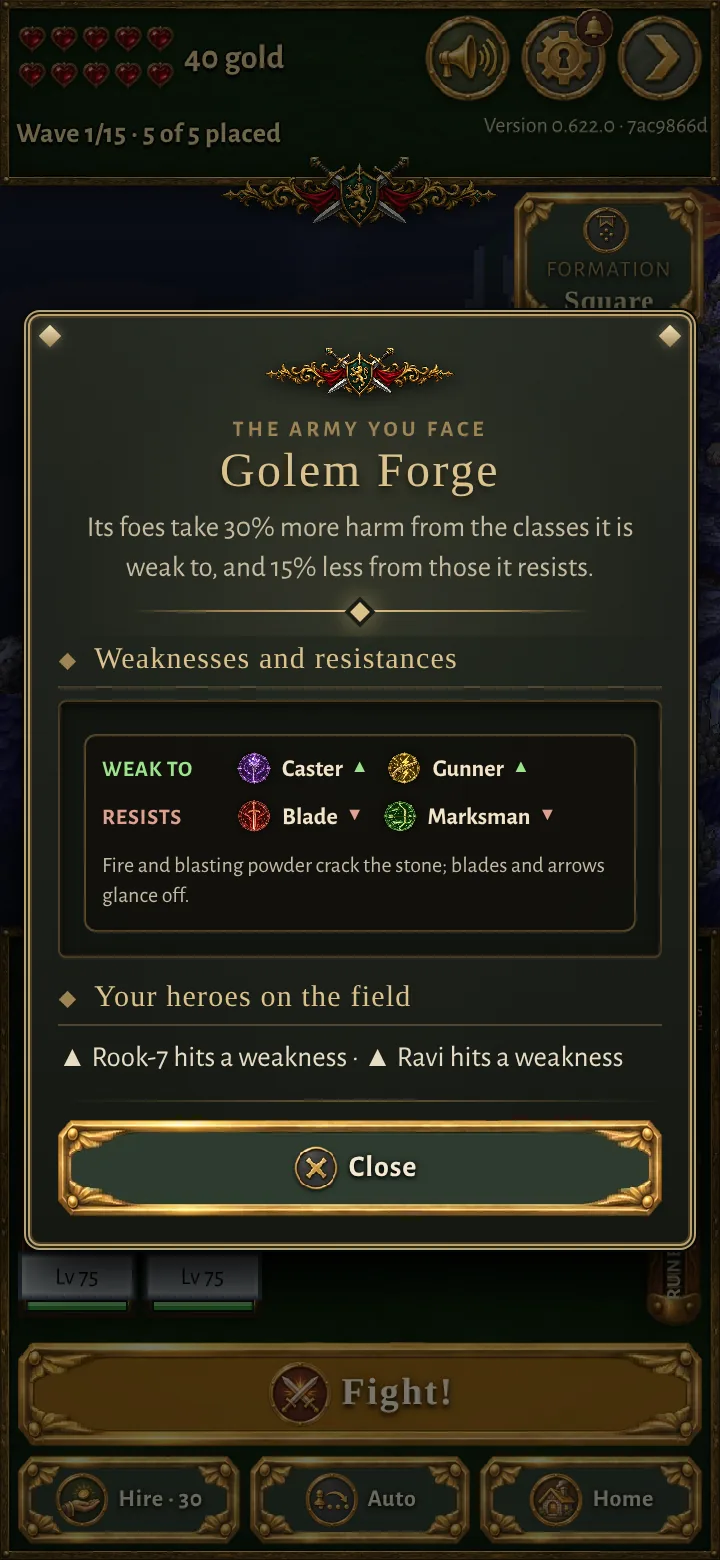 40 gold
Wave 1/15 · 5 of 5 placed
Version 0.622.0 · 7ac9866d
FORMATION
Square
THE ARMY YOU FACE
Golem Forge
Its foes take 30% more harm from the classes it is
weak to, and 15% less from those it resists.
Weaknesses and resistances
WEAK TO Caster ▲ Gunner ▲
RESISTS Blade ▼ Marksman ▼
Fire and blasting powder crack the stone; blades and arrows
glance off.
Your heroes on the field
▲ Rook-7 hits a weakness · ▲ Ravi hits a weakness
Close
Lv 75 Lv 75
RUN
Fight!
Hire · 30 Auto Home